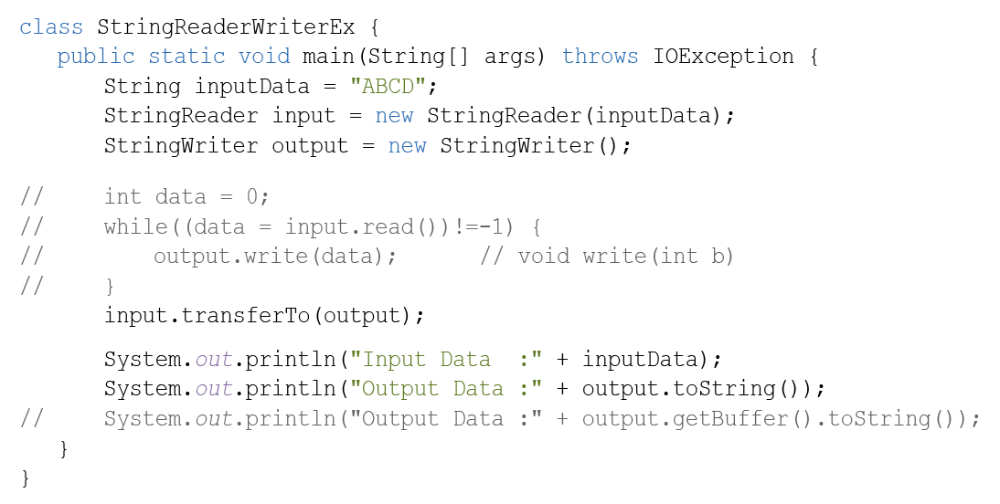 class StringReaderWriterEx {
   public static void main(String[] args) throws IOException {
      String inputData = "ABCD";
      StringReader input = new StringReader(inputData);
      StringWriter output = new StringWriter();
//    int data = 0;
//    while((data = input.read())!=-1) {
//        output.write(data);      // void write(int b)
//    }
      input.transferTo(output);
      System.out.println("Input Data  :" + inputData);
      System.out.println("Output Data :" + output.toString());
//    System.out.println("Output Data :" + output.getBuffer().toString());
   }
}